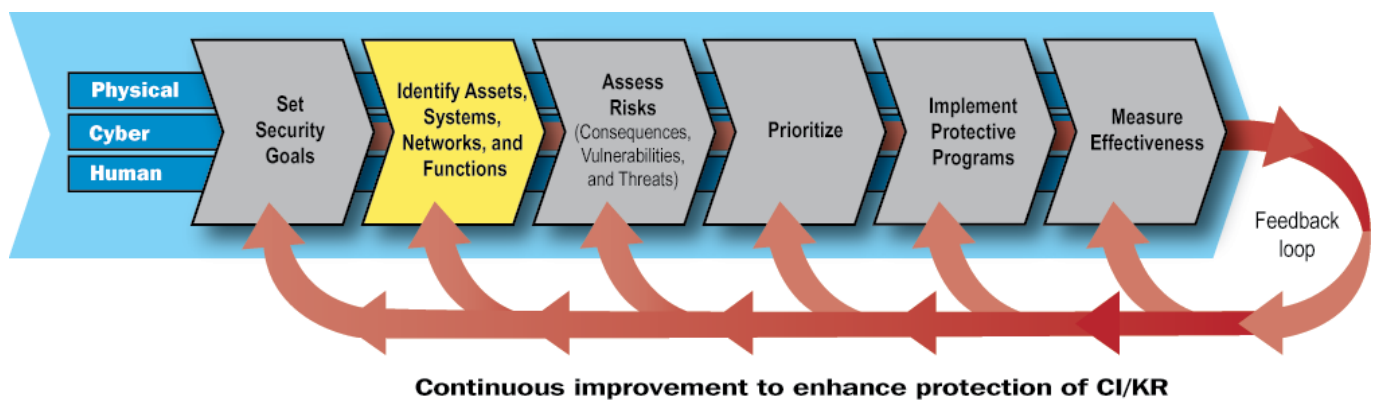 Physical
Cyber
Human
Set
Security
Goals
Identify Assets,
Systems,
Networks, and
Functions
Assess
Risks
(Consequences,
Vulnerabilities,
and Threats)
Prioritize
Implement
Protective
Programs
Measure
Effectiveness
Feedback
loop
Continuous improvement to enhance protection of CI/KR